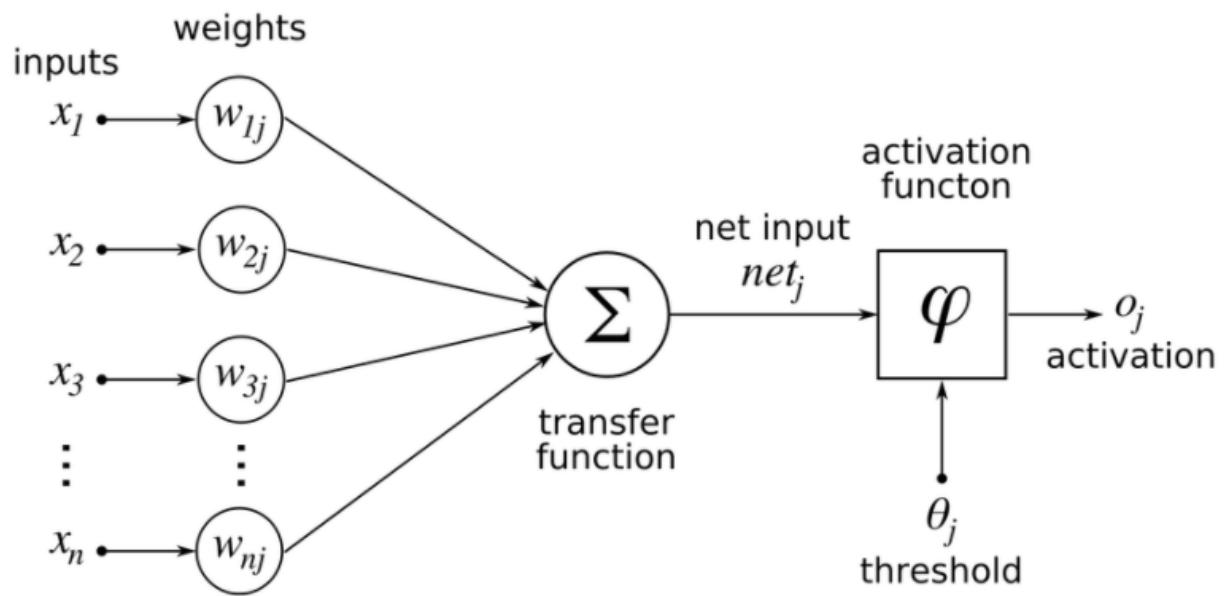 weights
inputs
x1
w1j
x2
w2j
x3
w3j
⋮ ⋮
xn
wnj
Σ
transfer
function
net input
netj
activation
functon
φ
oj
activation
θj
threshold